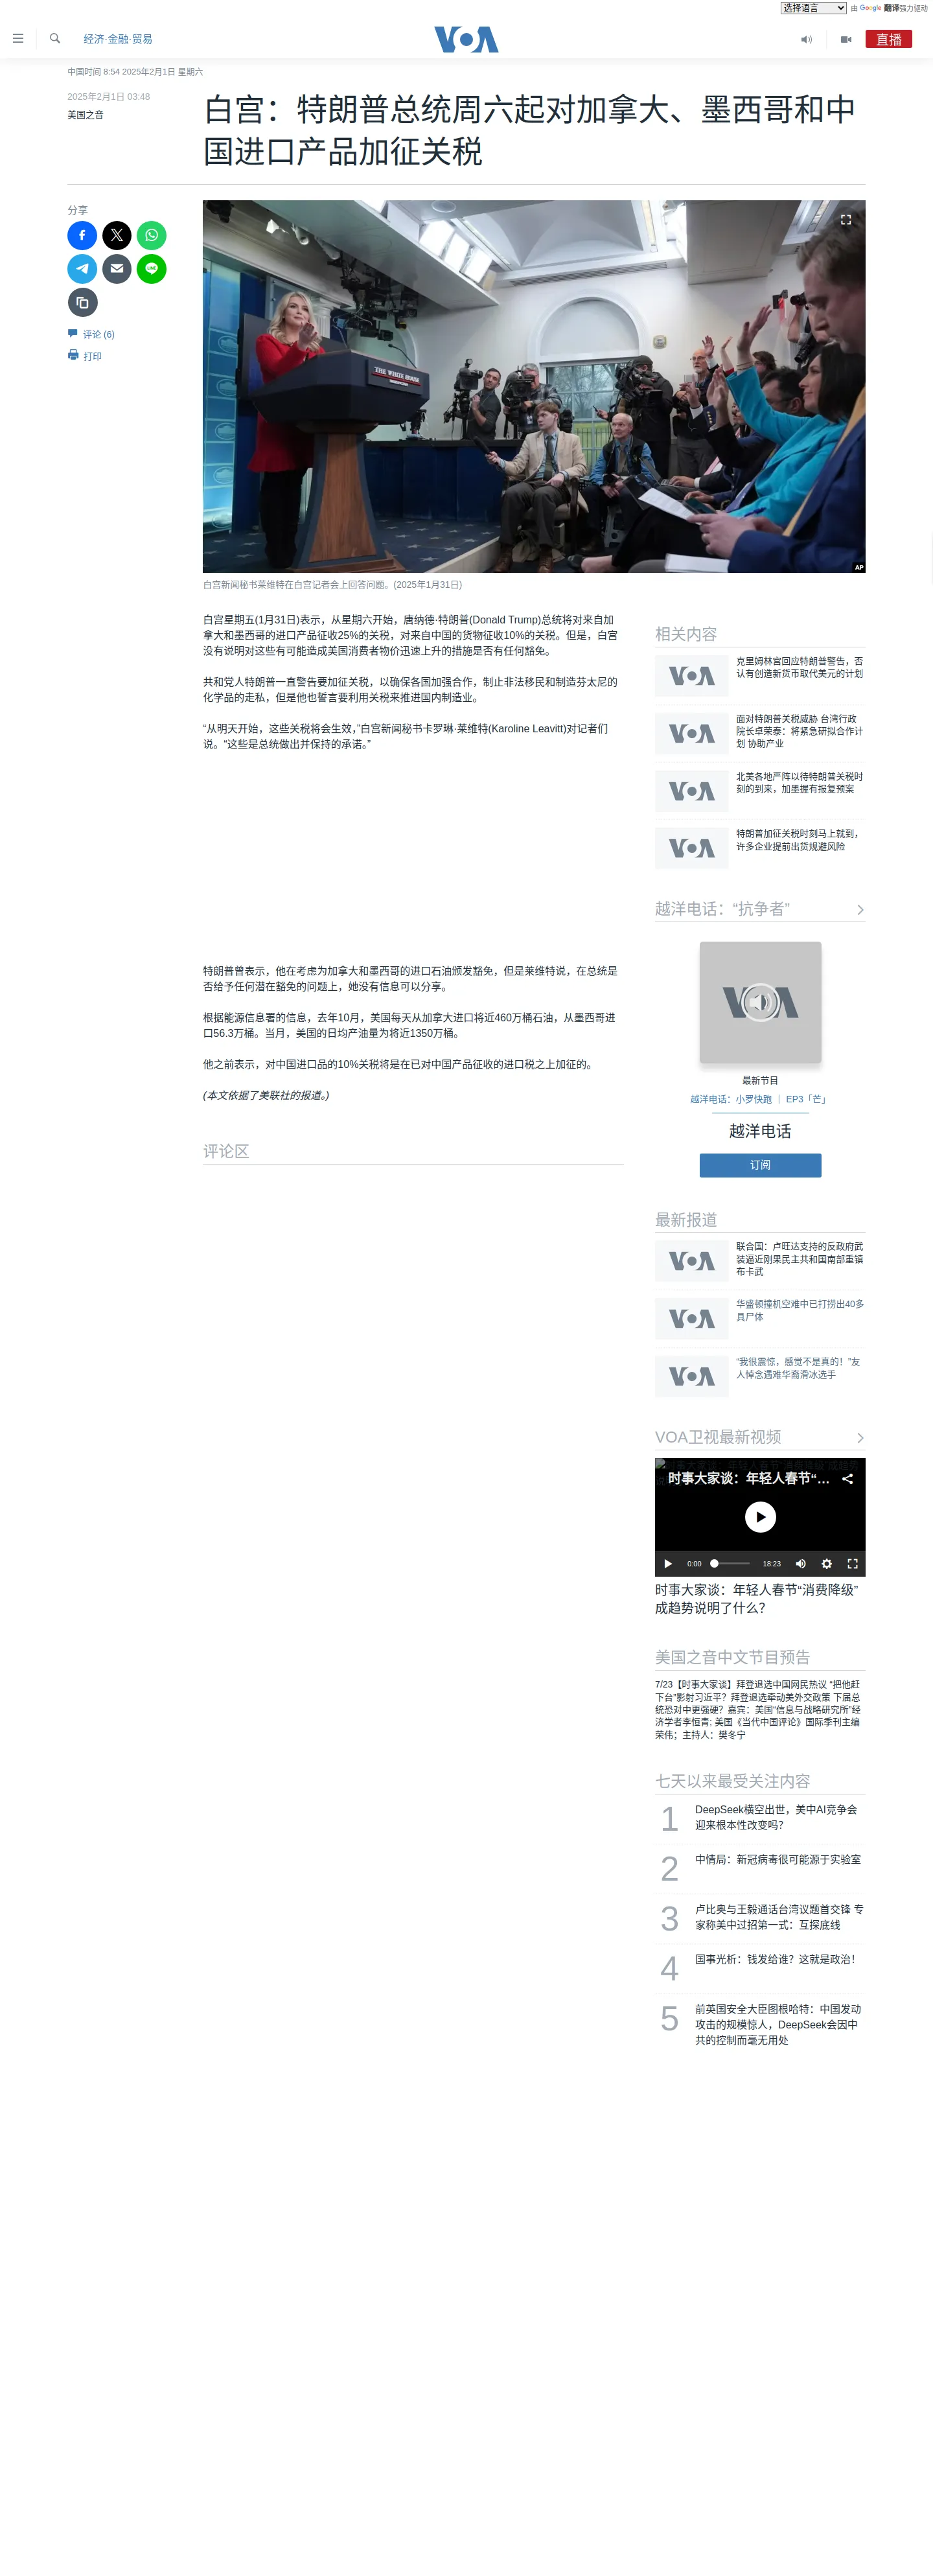 选择语言
由 Google 翻译强力驱动
经济·金融·贸易
VOA
直播
中国时间 8:54 2025年2月1日 星期六
2025年2月1日 03:48
美国之音
白宫：特朗普总统周六起对加拿大、墨西哥和中
国进口产品加征关税
分享
评论 (6)
打印
THE WHITE HOUSE
AP
白宫新闻秘书莱维特在白宫记者会上回答问题。(2025年1月31日)
白宫星期五(1月31日)表示，从星期六开始，唐纳德·特朗普(Donald Trump)总统将对来自加
拿大和墨西哥的进口产品征收25%的关税，对来自中国的货物征收10%的关税。但是，白宫
没有说明对这些有可能造成美国消费者物价迅速上升的措施是否有任何豁免。
共和党人特朗普一直警告要加征关税，以确保各国加强合作，制止非法移民和制造芬太尼的
化学品的走私，但是他也誓言要利用关税来推进国内制造业。
“从明天开始，这些关税将会生效，”白宫新闻秘书卡罗琳·莱维特(Karoline Leavitt)对记者们
说。“这些是总统做出并保持的承诺。”
特朗普曾表示，他在考虑为加拿大和墨西哥的进口石油颁发豁免，但是莱维特说，在总统是
否给予任何潜在豁免的问题上，她没有信息可以分享。
根据能源信息署的信息，去年10月，美国每天从加拿大进口将近460万桶石油，从墨西哥进
口56.3万桶。当月，美国的日均产油量为将近1350万桶。
他之前表示，对中国进口品的10%关税将是在已对中国产品征收的进口税之上加征的。
(本文依据了美联社的报道。)
评论区
相关内容
VOA
克里姆林宫回应特朗普警告，否
认有创造新货币取代美元的计划
VOA
面对特朗普关税威胁 台湾行政
院长卓荣泰：将紧急研拟合作计
划 协助产业
VOA
北美各地严阵以待特朗普关税时
刻的到来，加墨握有报复预案
VOA
特朗普加征关税时刻马上就到，
许多企业提前出货规避风险
越洋电话：“抗争者”
VOA
最新节目
越洋电话：小罗快跑 ｜ EP3「芒」
越洋电话
订阅
最新报道
VOA
联合国：卢旺达支持的反政府武
装逼近刚果民主共和国南部重镇
布卡武
VOA
华盛顿撞机空难中已打捞出40多
具尸体
VOA
“我很震惊，感觉不是真的！”友
人悼念遇难华裔滑冰选手
VOA卫视最新视频
时事大家谈：年轻人春节“...
0:00
18:23
时事大家谈：年轻人春节“消费降级”
成趋势说明了什么？
美国之音中文节目预告
7/23【时事大家谈】拜登退选中国网民热议 “把他赶
下台”影射习近平？拜登退选牵动美外交政策 下届总
统恐对中更强硬？嘉宾：美国“信息与战略研究所”经
济学者李恒青; 美国《当代中国评论》国际季刊主编
荣伟；主持人：樊冬宁
七天以来最受关注内容
1
DeepSeek横空出世，美中AI竞争会
迎来根本性改变吗？
2
中情局：新冠病毒很可能源于实验室
3
卢比奥与王毅通话台湾议题首交锋 专
家称美中过招第一式：互探底线
4
国事光析：钱发给谁？这就是政治！
5
前英国安全大臣图根哈特：中国发动
攻击的规模惊人，DeepSeek会因中
共的控制而毫无用处